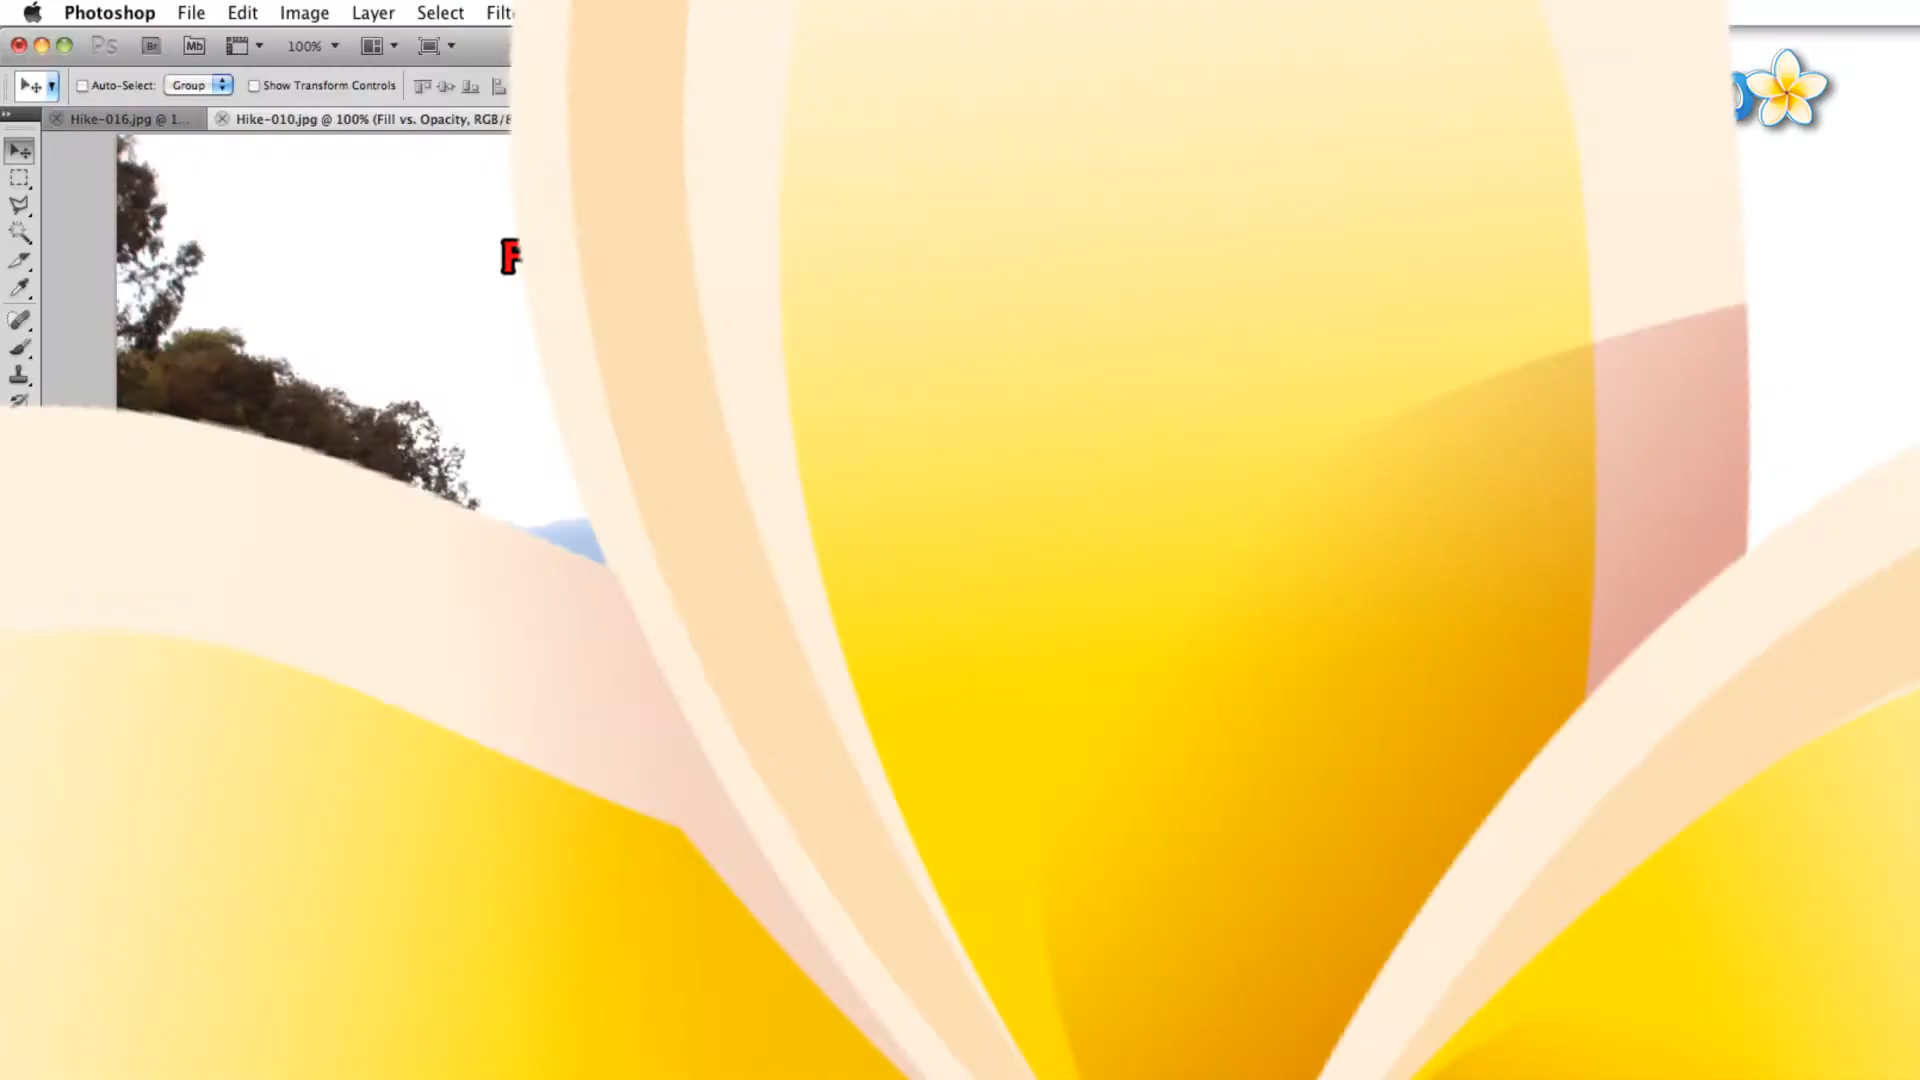 Photoshop File Edit Image Layer Select
Ps Br Mb 100%
Auto-Select: Group Show Transform Controls
Hike-016.jpg @ 1... Hike-010.jpg @ 100% (Fill vs. Opacity, RGB/8